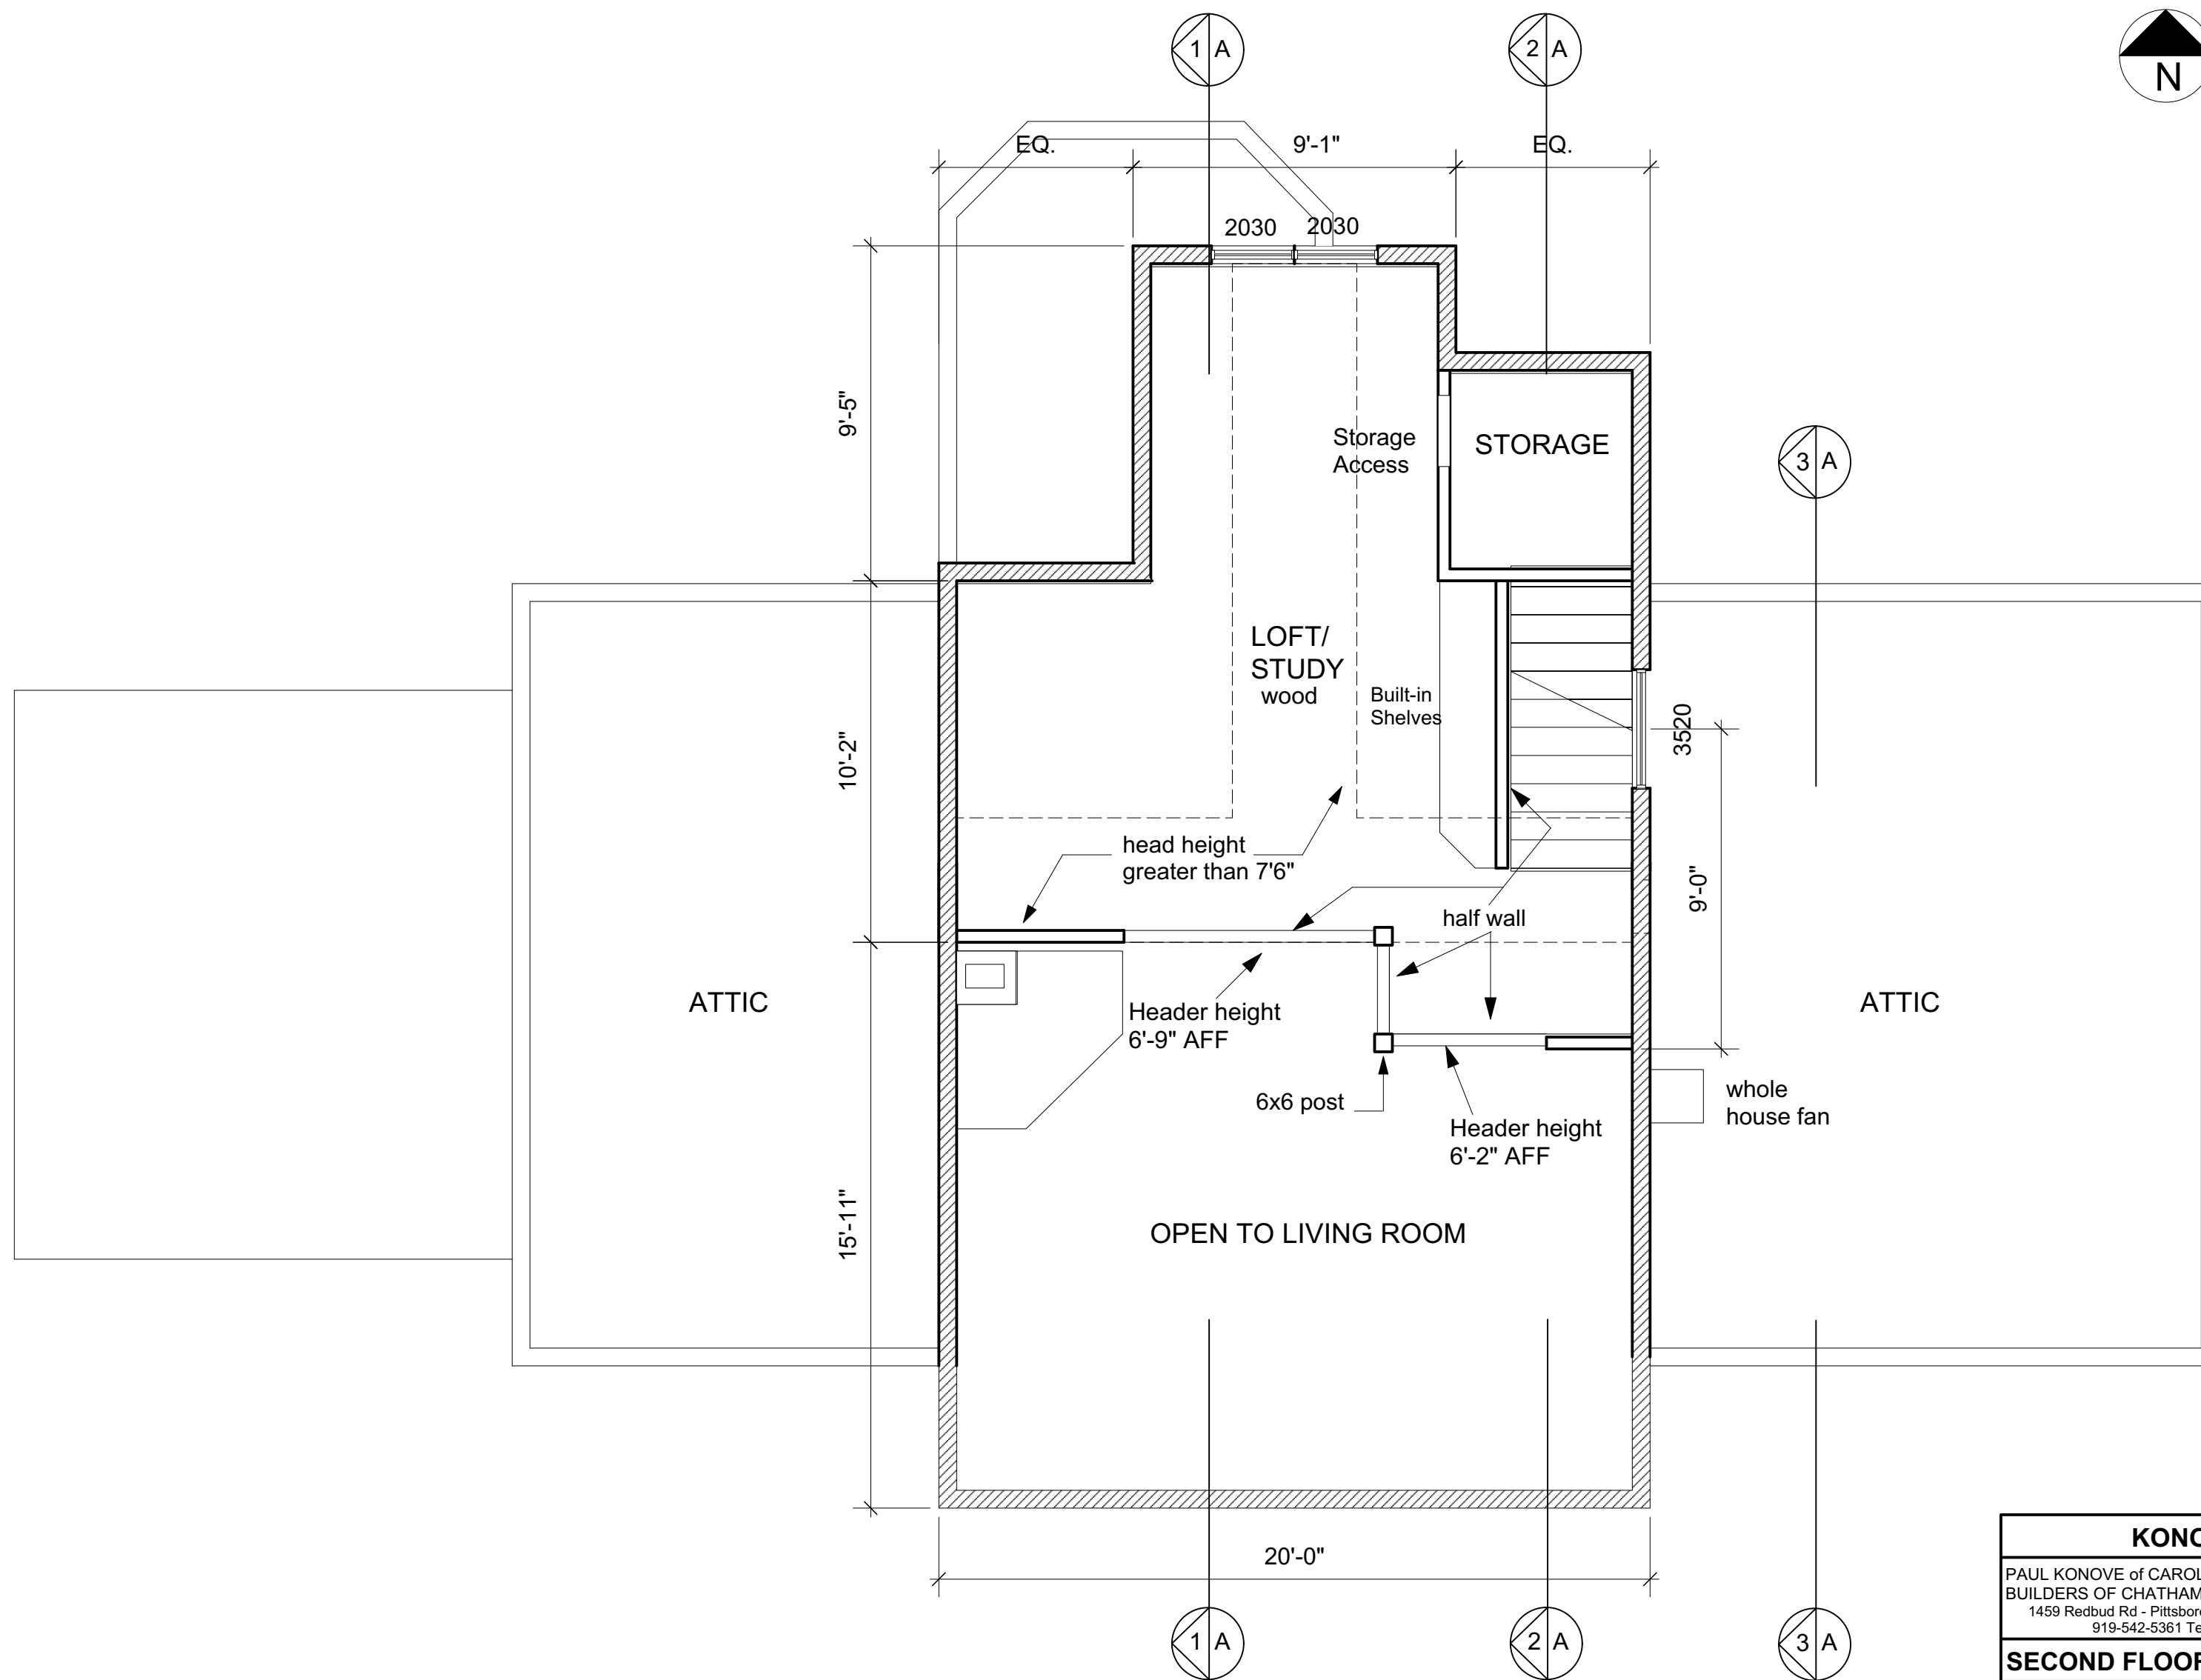 1 A
2 A
N
EQ.
9'-1"
EQ.
2030
2030
9'-5"
Storage
Access
STORAGE
3 A
LOFT/
STUDY
wood
Built-in
Shelves
3520
10'-2"
head height
greater than 7'6"
9'-0"
half wall
ATTIC
Header height
6'-9" AFF
ATTIC
6x6 post
whole
house fan
Header height
6'-2" AFF
15'-11"
OPEN TO LIVING ROOM
20'-0"
1 A
2 A
3 A
PAUL KONOVE of
BUILDERS OF CHATHAM
1459 Redbud Rd - 
919-542-5361
SECOND FLOOR